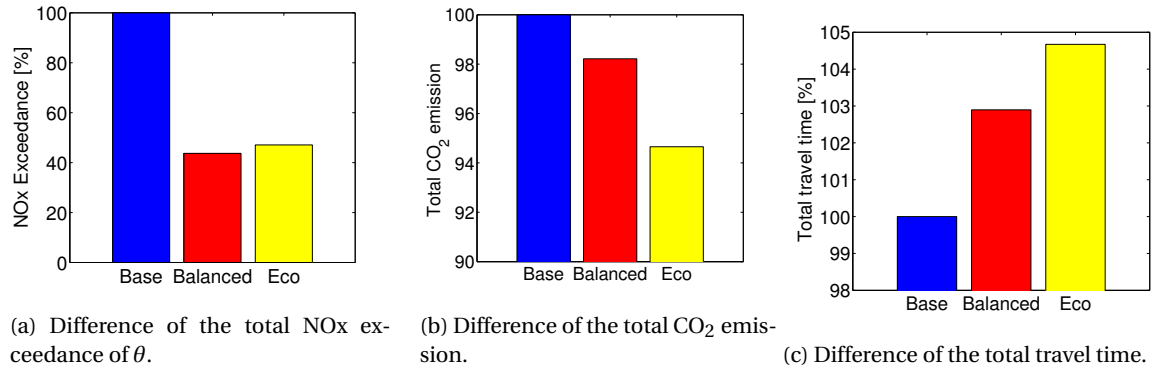 NOx Exceedance [%]
100
80
60
40
20
0
Base Balanced Eco
(a) Difference of the total NOx ex-
ceedance of θ.
Total CO₂ emission
100
98
96
94
92
90
Base Balanced Eco
(b) Difference of the total CO₂ emis-
sion.
Total travel time [%]
105
104
103
102
101
100
99
98
Base Balanced Eco
(c) Difference of the total travel time.